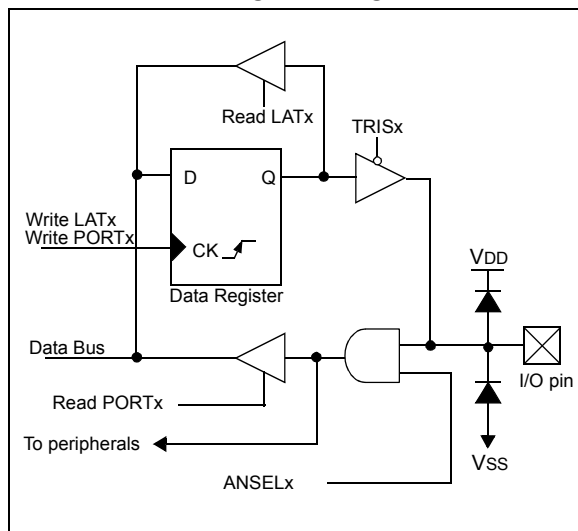 Read LATx
TRISx
D
Q
Write LATx
Write PORTx
CK
Data Register
VDD
Data Bus
I/O pin
Read PORTx
To peripherals
VSS
ANSELx